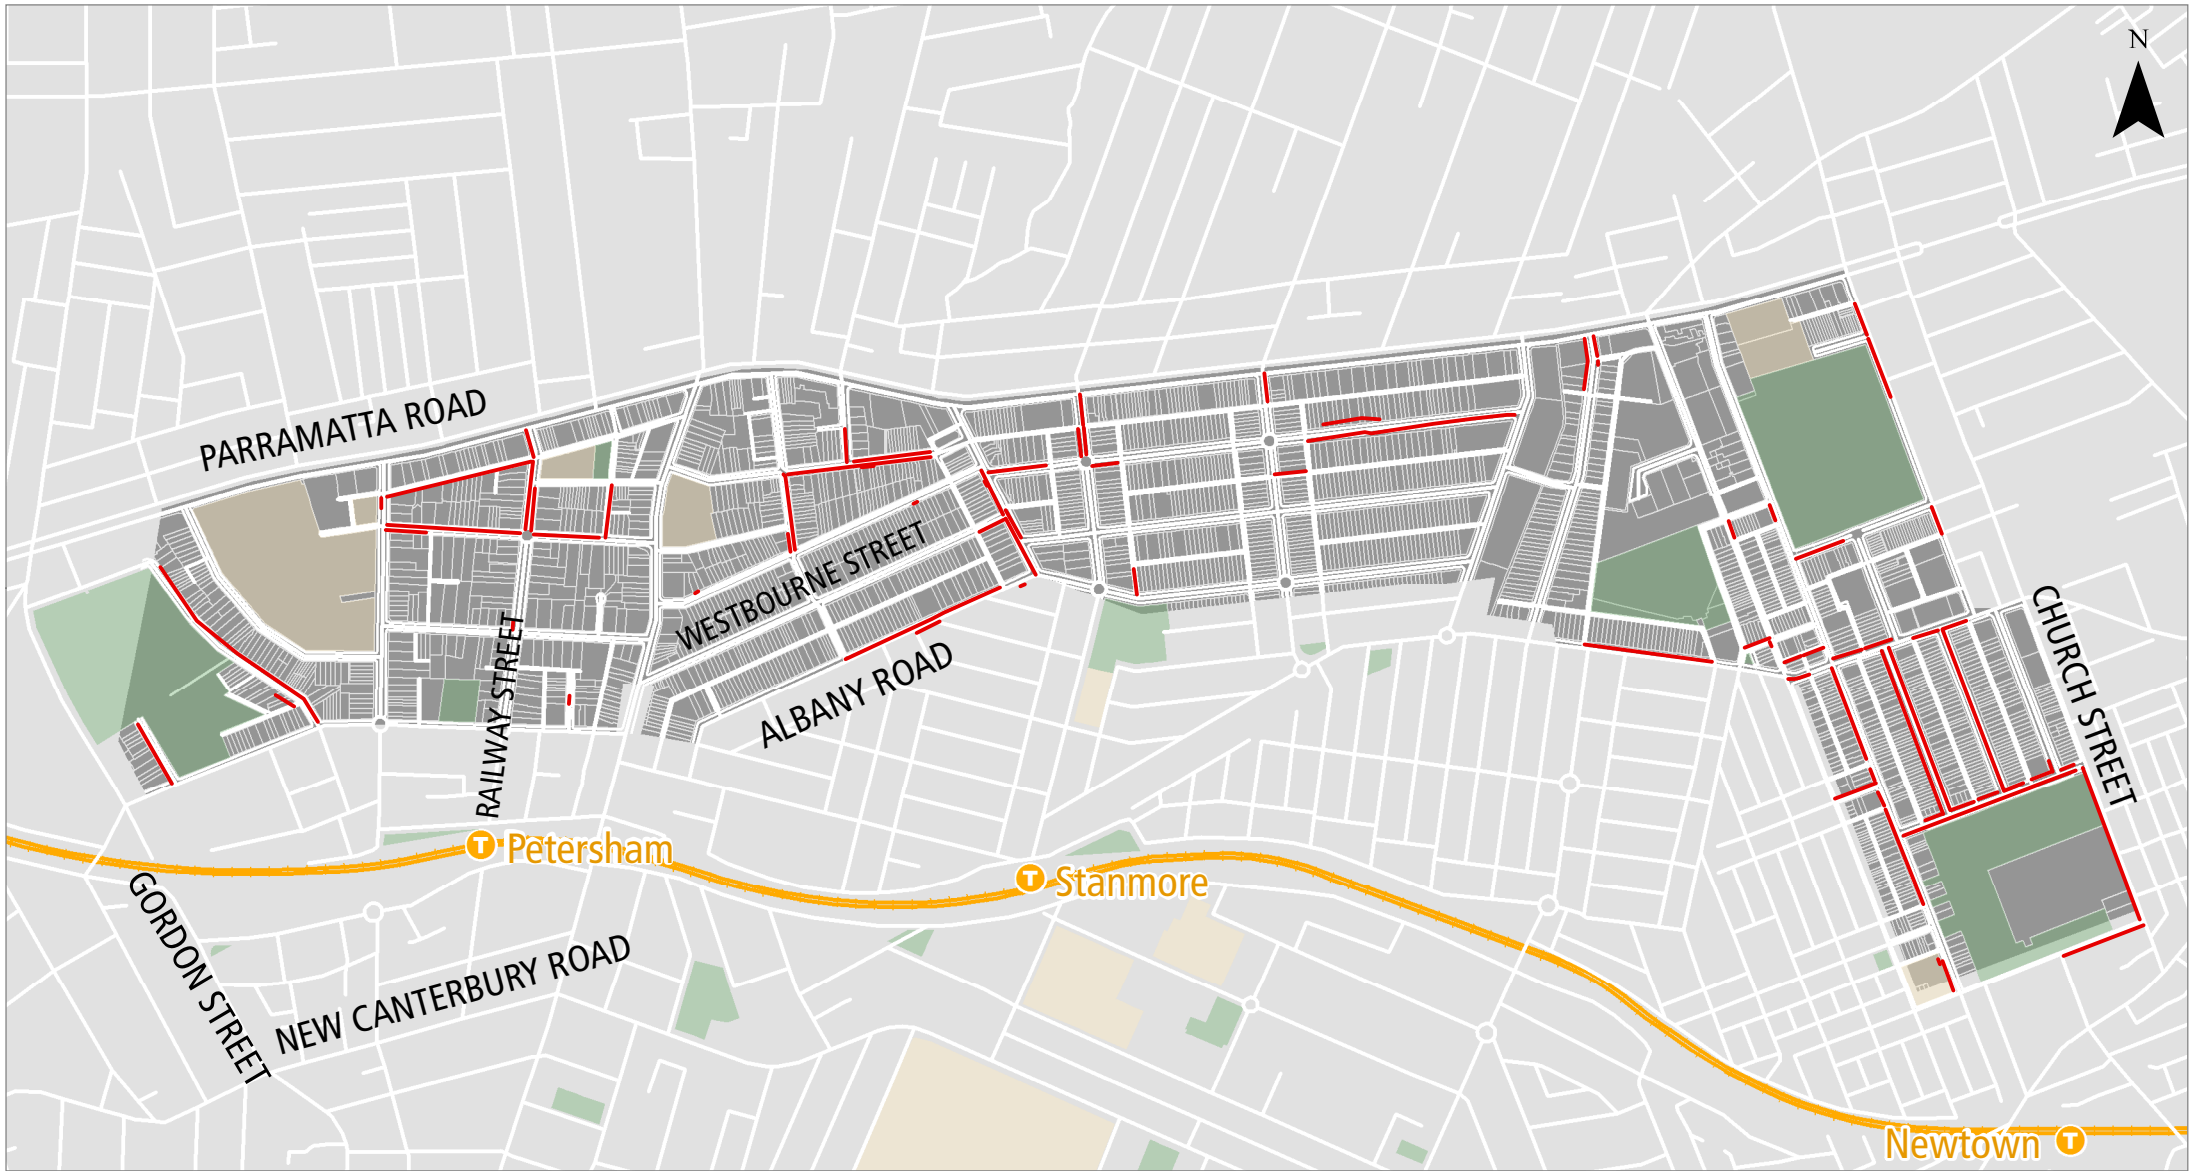 N
PARRAMATTA ROAD
WESTBOURNE STREET
CHURCH STREET
RAILWAY STREET
ALBANY ROAD
T Petersham
T Stanmore
GORDON STREET
NEW CANTERBURY ROAD
Newtown T